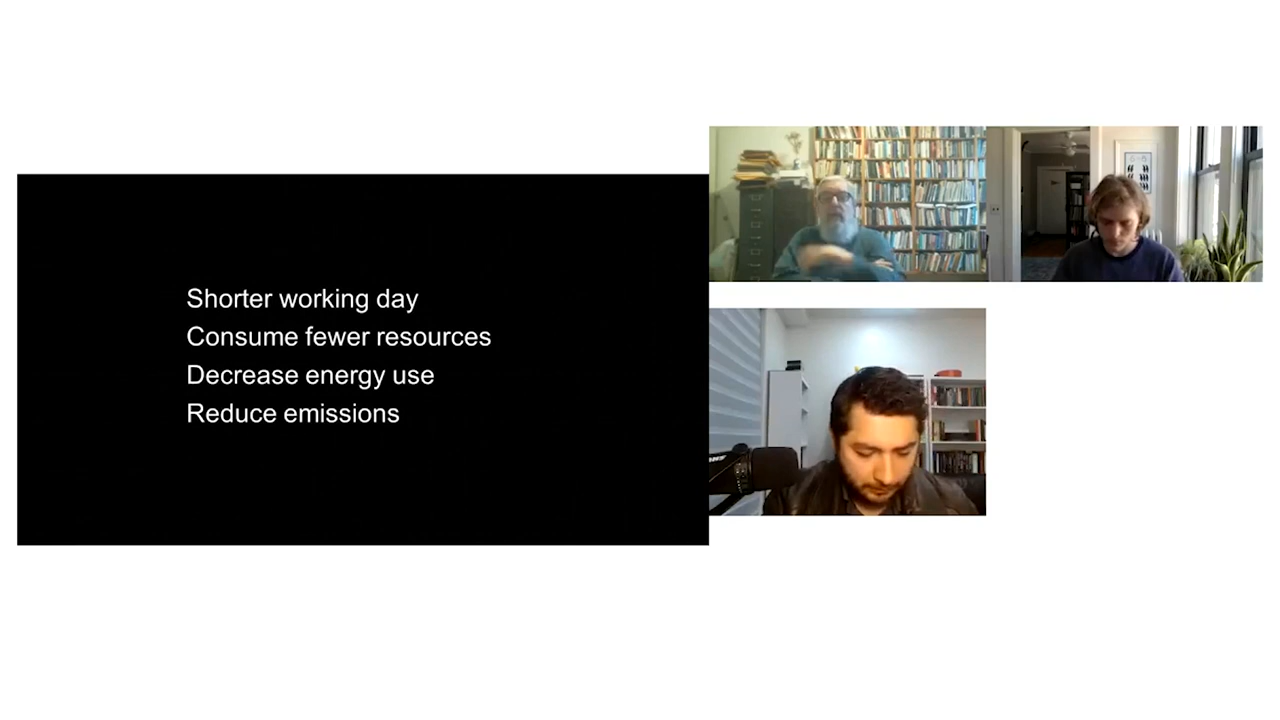 Shorter working day
Consume fewer resources
Decrease energy use
Reduce emissions